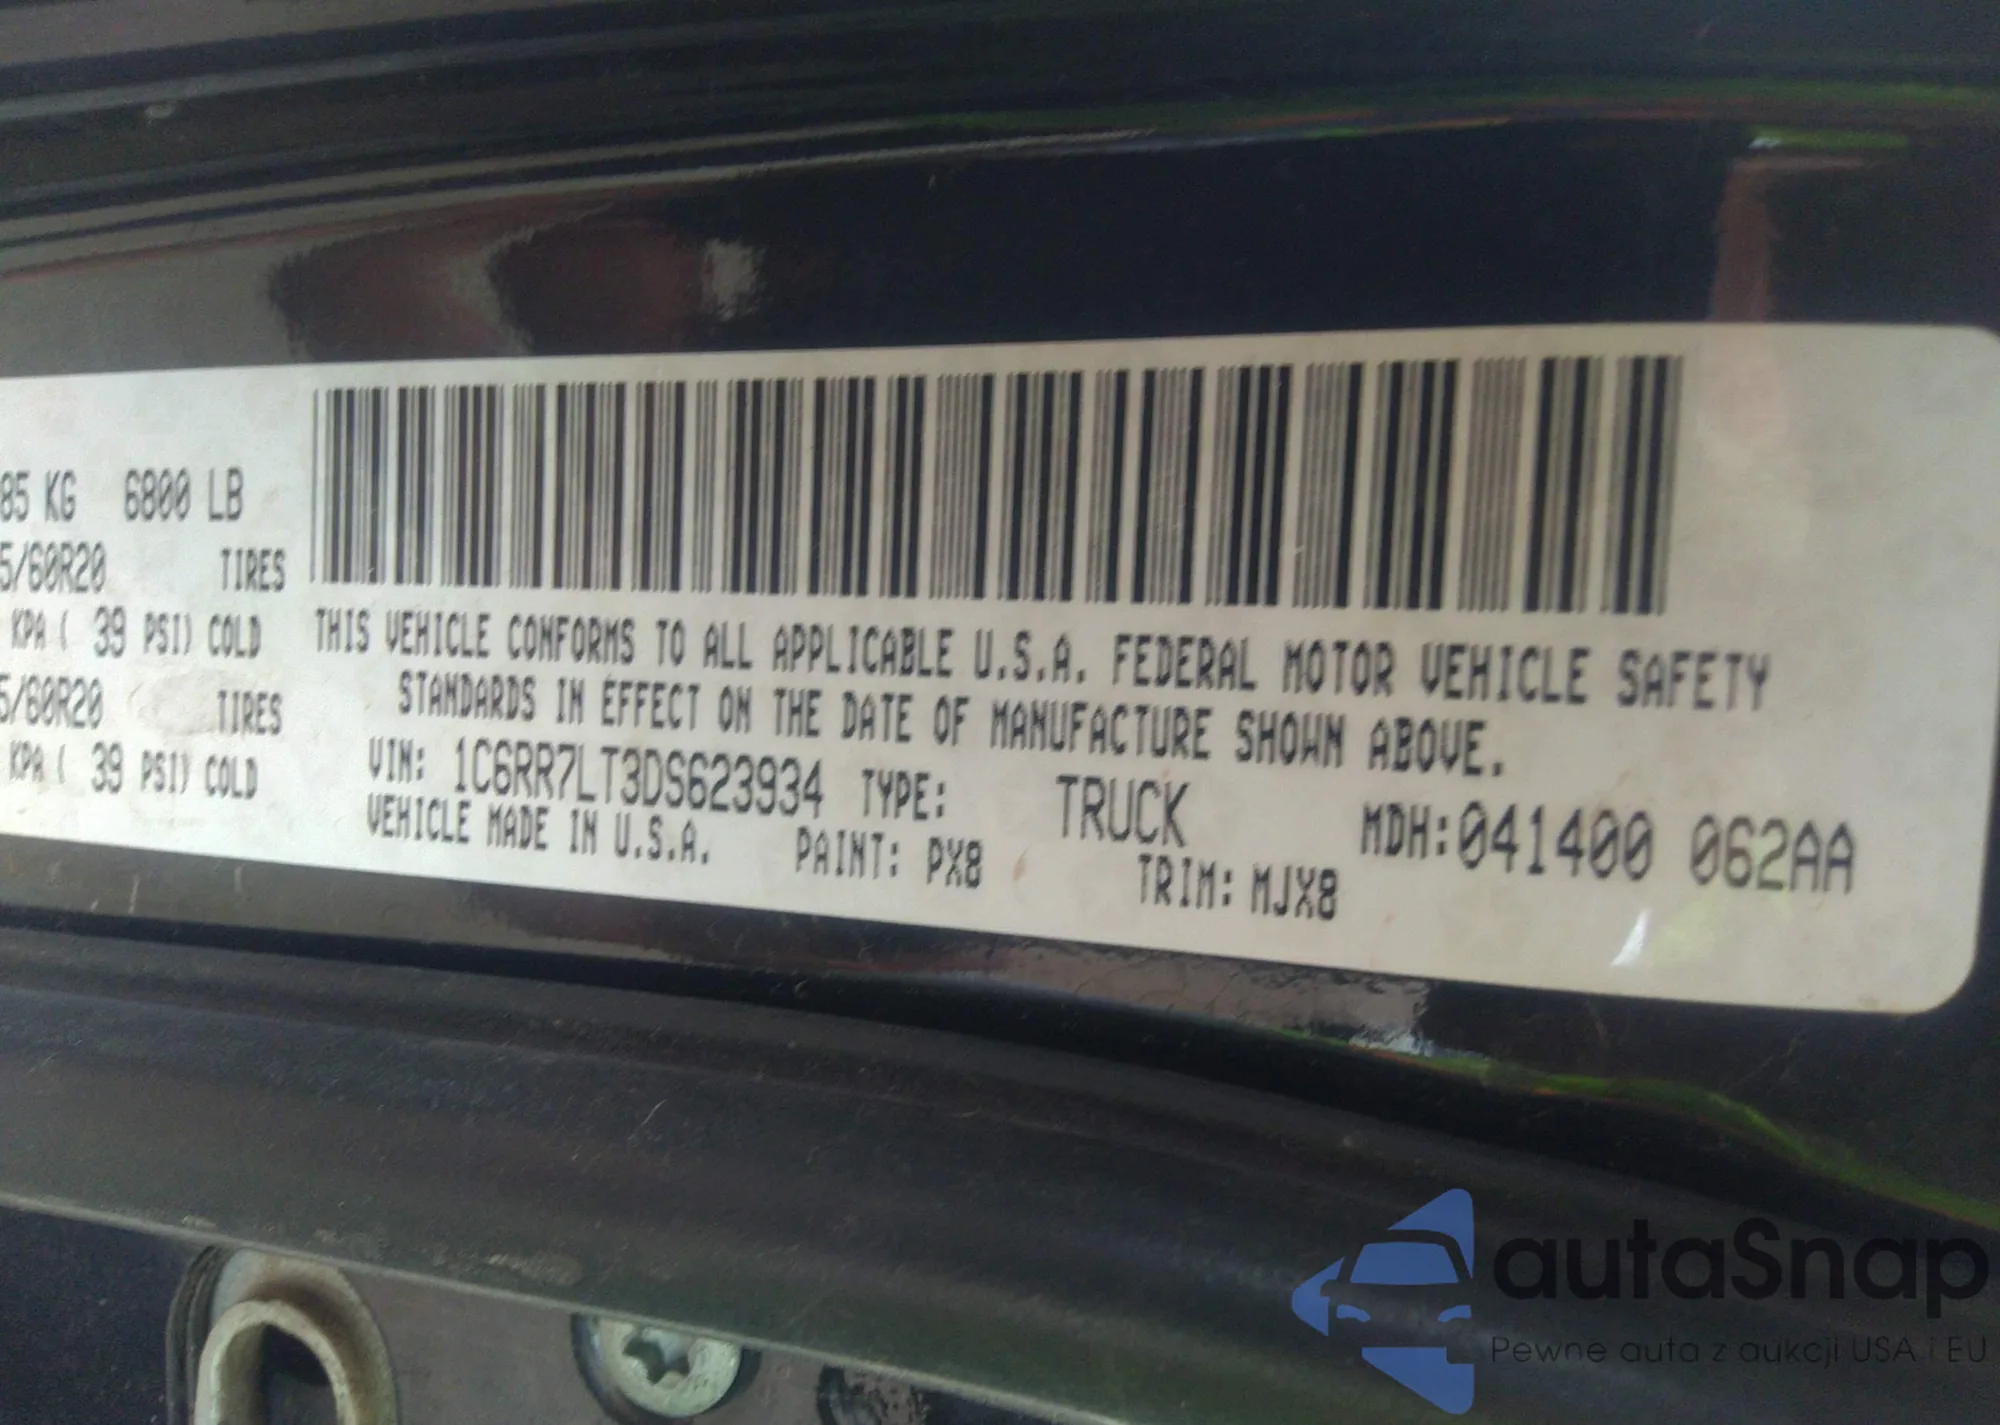 85 KG 6800 LB
5/60R20 TIRES
KPA ( 39 PSI) COLD
5/60R20 TIRES
KPA ( 39 PSI) COLD
THIS VEHICLE CONFORMS TO ALL APPLICABLE U.S.A. FEDERAL MOTOR VEHICLE SAFETY
STANDARDS IN EFFECT ON THE DATE OF MANUFACTURE SHOWN ABOVE.
VIN: 1C6RR7LT3DS623934 TYPE: TRUCK MDH:041400 062AA
VEHICLE MADE IN U.S.A. PAINT: PX8 TRIM: MJX8
autaSnap
Pewne auta z aukcji USA i EU